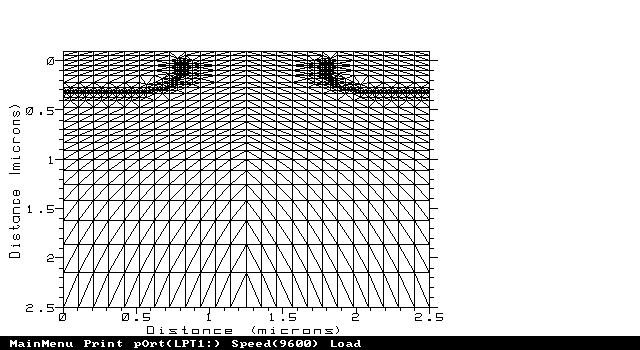 0
0.5
1
1.5
2
2.5
Distance (microns)
0 0.5 1 1.5 2 2.5
Distance (microns)
MainMenu Print pOrt(LPT1:) Speed(9600) Load